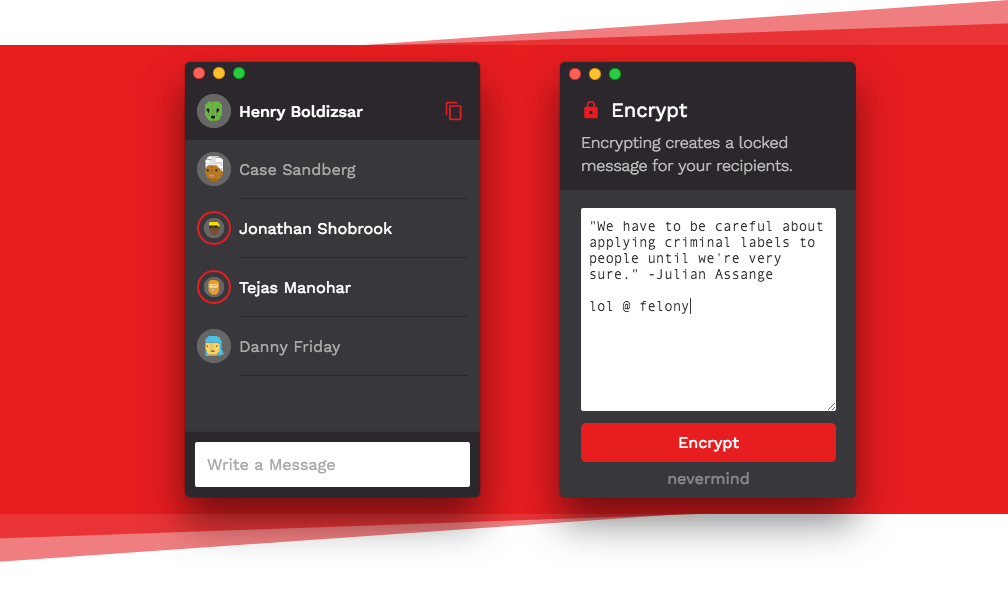 Henry Boldizsar
Case Sandberg
Jonathan Shobrook
Tejas Manohar
Danny Friday
Write a Message
Encrypt
Encrypting creates a locked
message for your recipients.
"We have to be careful about
applying criminal labels to
people until we're very
sure." -Julian Assange
lol @ felony
Encrypt
nevermind